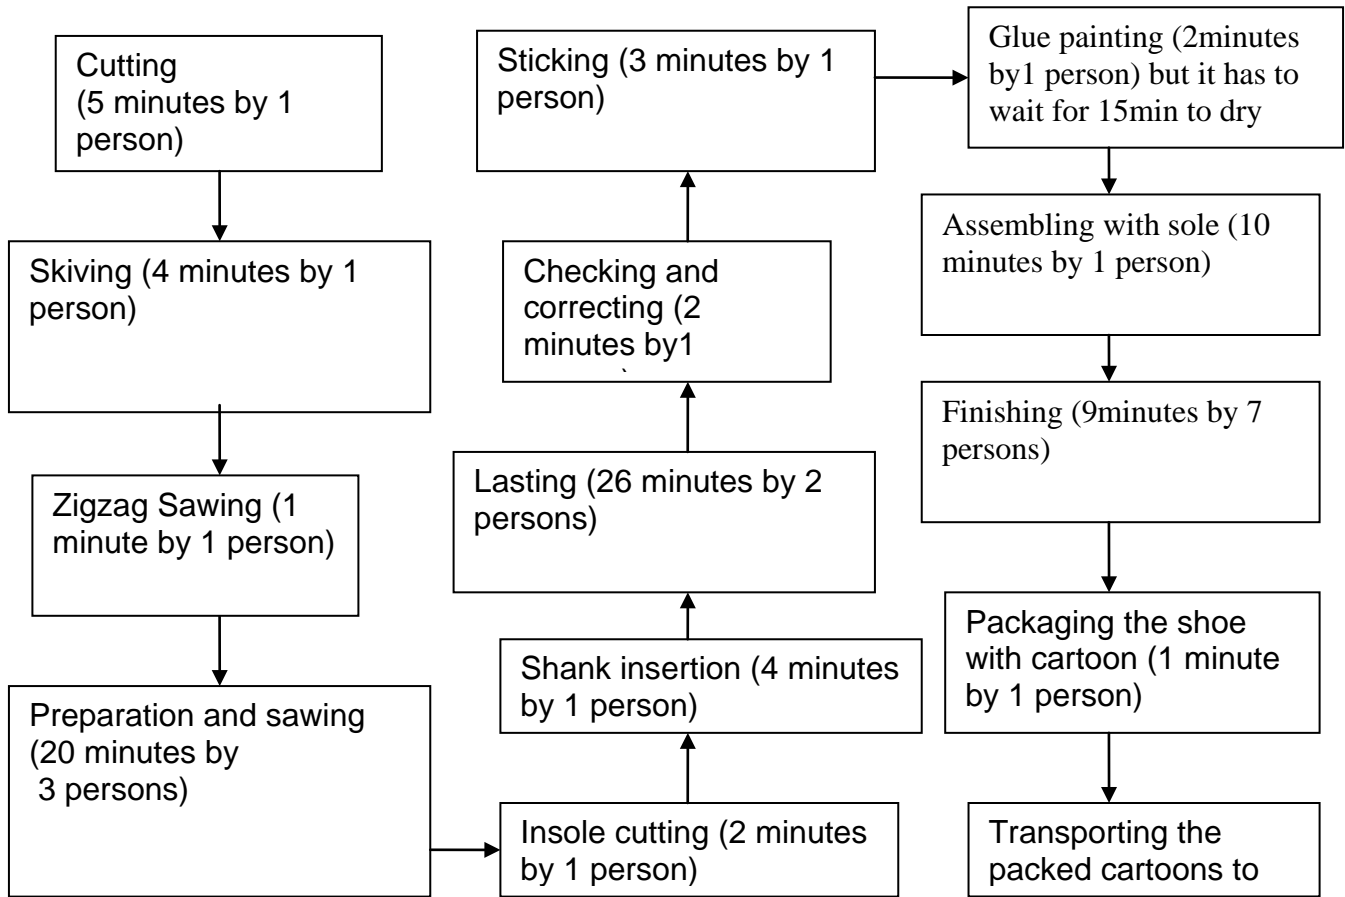 Cutting
(5 minutes by 1
person)
Skiving (4 minutes by 1
person)
Zigzag Sawing (1
minute by 1 person)
Preparation and sawing
(20 minutes by
3 persons)
Insole cutting (2 minutes
by 1 person)
Shank insertion (4 minutes
by 1 person)
Lasting (26 minutes by 2
persons)
Checking and
correcting (2
minutes by1
Sticking (3 minutes by 1
person)
Glue painting (2minutes
by1 person) but it has to
wait for 15min to dry
Assembling with sole (10
minutes by 1 person)
Finishing (9minutes by 7
persons)
Packaging the shoe
with cartoon (1 minute
by 1 person)
Transporting the
packed cartoons to